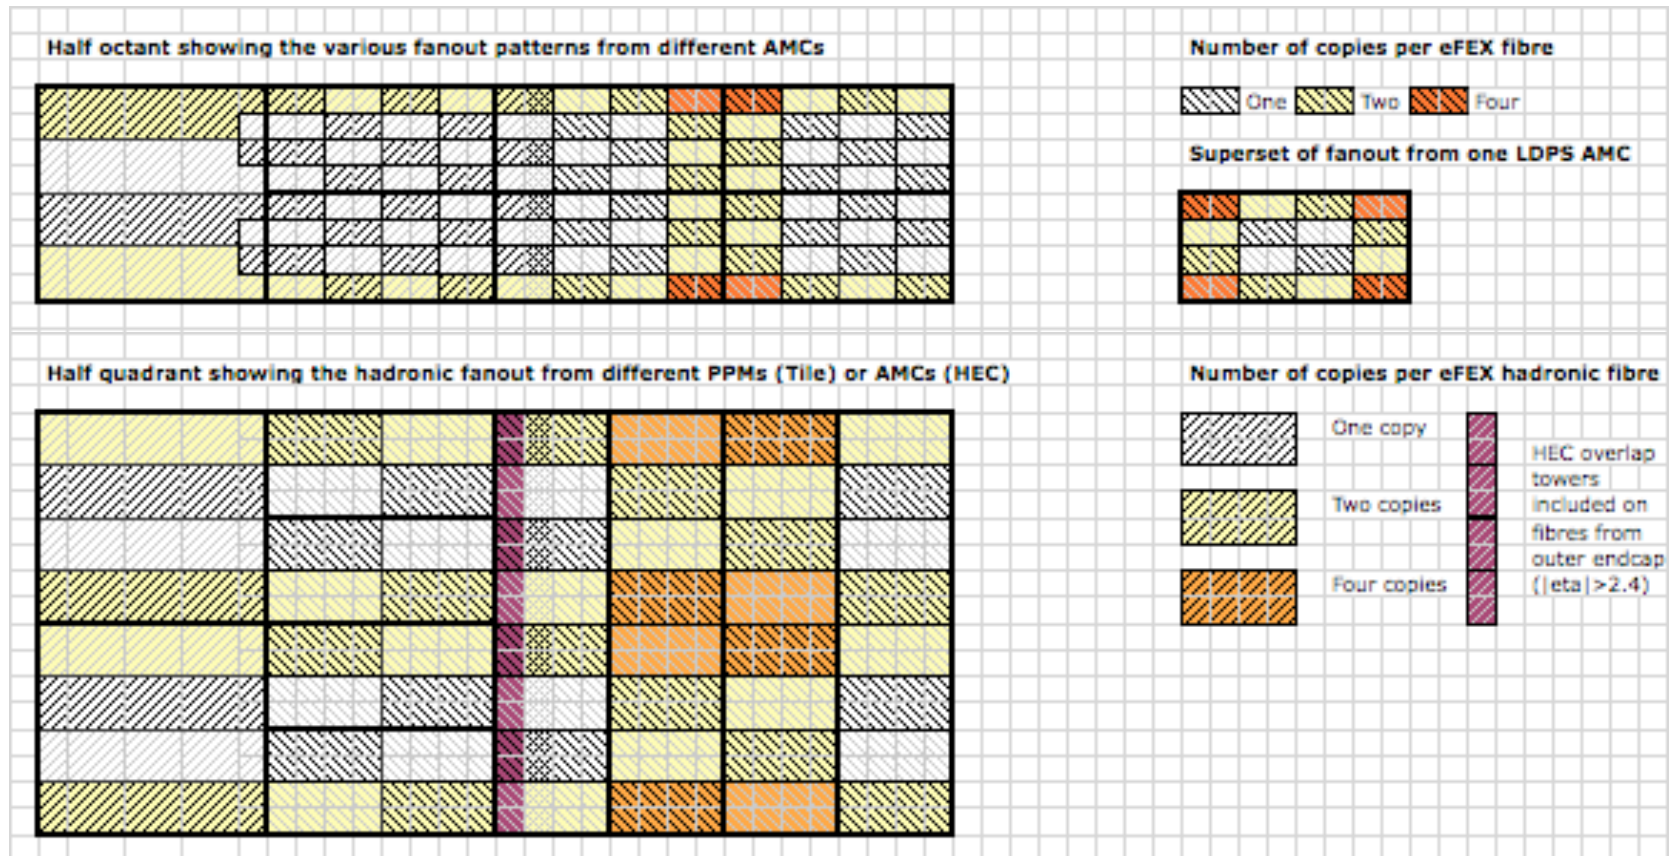 Half octant showing the various fanout patterns from different AMCs
Number of copies per eFEX fibre
One Two Four
Superset of fanout from one LDPS AMC
Half quadrant showing the hadronic fanout from different PPMs (Tile) or AMCs (HEC)
Number of copies per eFEX hadronic fibre
One copy
Two copies
Four copies
HEC overlap
towers
included on
fibres from
outer endcap
(|eta|>2.4)